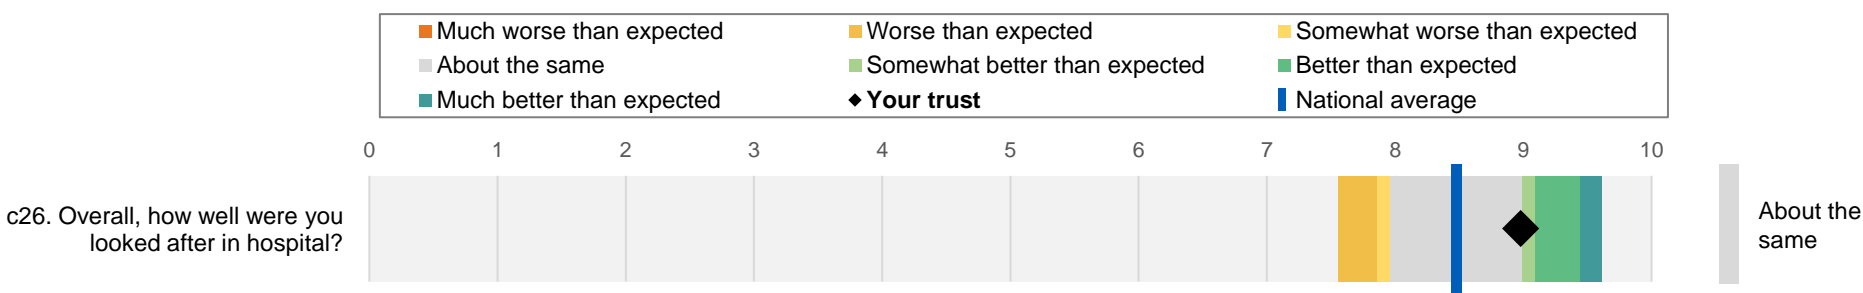 Much worse than expected Worse than expected Somewhat worse than expected
About the same Somewhat better than expected Better than expected
Much better than expected Your trust National average
0 1 2 3 4 5 6 7 8 9 10
c26. Overall, how well were you
looked after in hospital?
About the
same